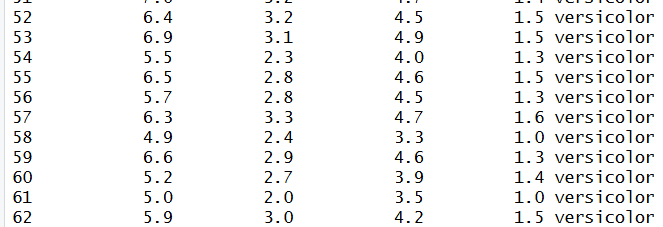 52 6.4 3.2 4.5 1.5 versicolor
53 6.9 3.1 4.9 1.5 versicolor
54 5.5 2.3 4.0 1.3 versicolor
55 6.5 2.8 4.6 1.5 versicolor
56 5.7 2.8 4.5 1.3 versicolor
57 6.3 3.3 4.7 1.6 versicolor
58 4.9 2.4 3.3 1.0 versicolor
59 6.6 2.9 4.6 1.3 versicolor
60 5.2 2.7 3.9 1.4 versicolor
61 5.0 2.0 3.5 1.0 versicolor
62 5.9 3.0 4.2 1.5 versicolor